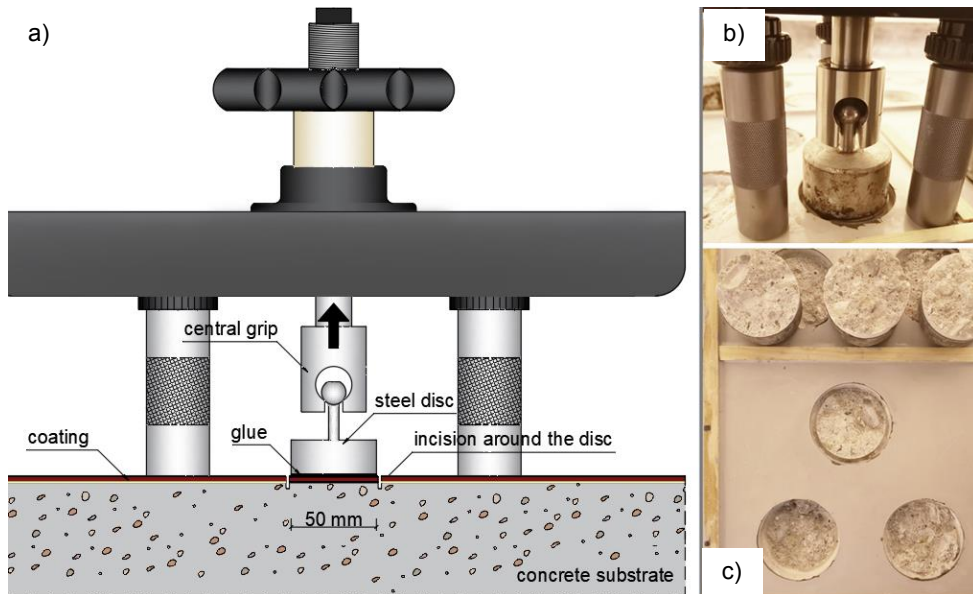 a)
b)
central grip
steel disc
glue
coating
incision around the disc
50 mm
concrete substrate
c)